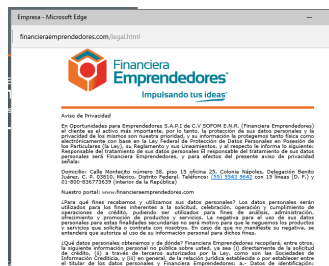 Empresa - Microsoft Edge
financieraemprendedores.com/legal.html
Financiera
Emprendedores
Impulsando tus ideas
Aviso de Privacidad
En Oportunidades para Emprendedores S.A.P.I de C.V SOFOM E.N.R. (Financiera Emprendedores)
el cliente es el activo más importante, por lo tanto, la protección de sus datos personales y la
privacidad de los mismos son nuestra prioridad, y su información la protegemos tanto física como
electrónicamente con base en la Ley Federal de Protección de Datos Personales en Posesión de
los Particulares (la Ley), su Reglamento y sus Lineamientos, y al respecto le informa lo siguiente:
Responsable del tratamiento de sus datos personales El responsable del tratamiento de sus datos
personales será Financiera Emprendedores, y para efectos del presente aviso de privacidad
señala:
Domicilio: Calle Montecito número 38, piso 15 oficina 25, Colonia Nápoles, Delegación Benito
Juárez, C. P. 03810, México, Distrito Federal. Teléfonos: (55) 5543 9642 con 13 líneas (D. F.) y
01-800-836773639 (interior de la República)
Nuestro portal: www.financieraemprendedores.com
¿Para qué fines recabamos y utilizamos sus datos personales? Los datos personales serán
utilizados para los fines inherentes a la solicitud, celebración, operación y cumplimiento de
operaciones de crédito, pudiendo ser utilizados para fines de análisis, administración,
ofrecimiento y promoción de productos y servicios. La negativa para el uso de sus datos
personales para estas finalidades secundarias no será motivo para que le neguemos los productos
y servicios que solicita o contrata con nosotros. En caso de que no manifieste su negativa, se
entenderá que autoriza el uso de su información personal para dichos fines.
¿Qué datos personales obtenemos y de dónde? Financiera Emprendedores recopilará, entre otros,
la siguiente información personal no pública sobre usted, ya sea (i) directamente de la solicitud
de crédito, (ii) a través de terceros autorizados por la Ley, como son las Sociedades de
Información Crediticia, y (iii) en general, de la relación jurídica establecida o por establecer entre
el titular de los datos personales y Financiera Emprendedores: a.- Datos de identificación: